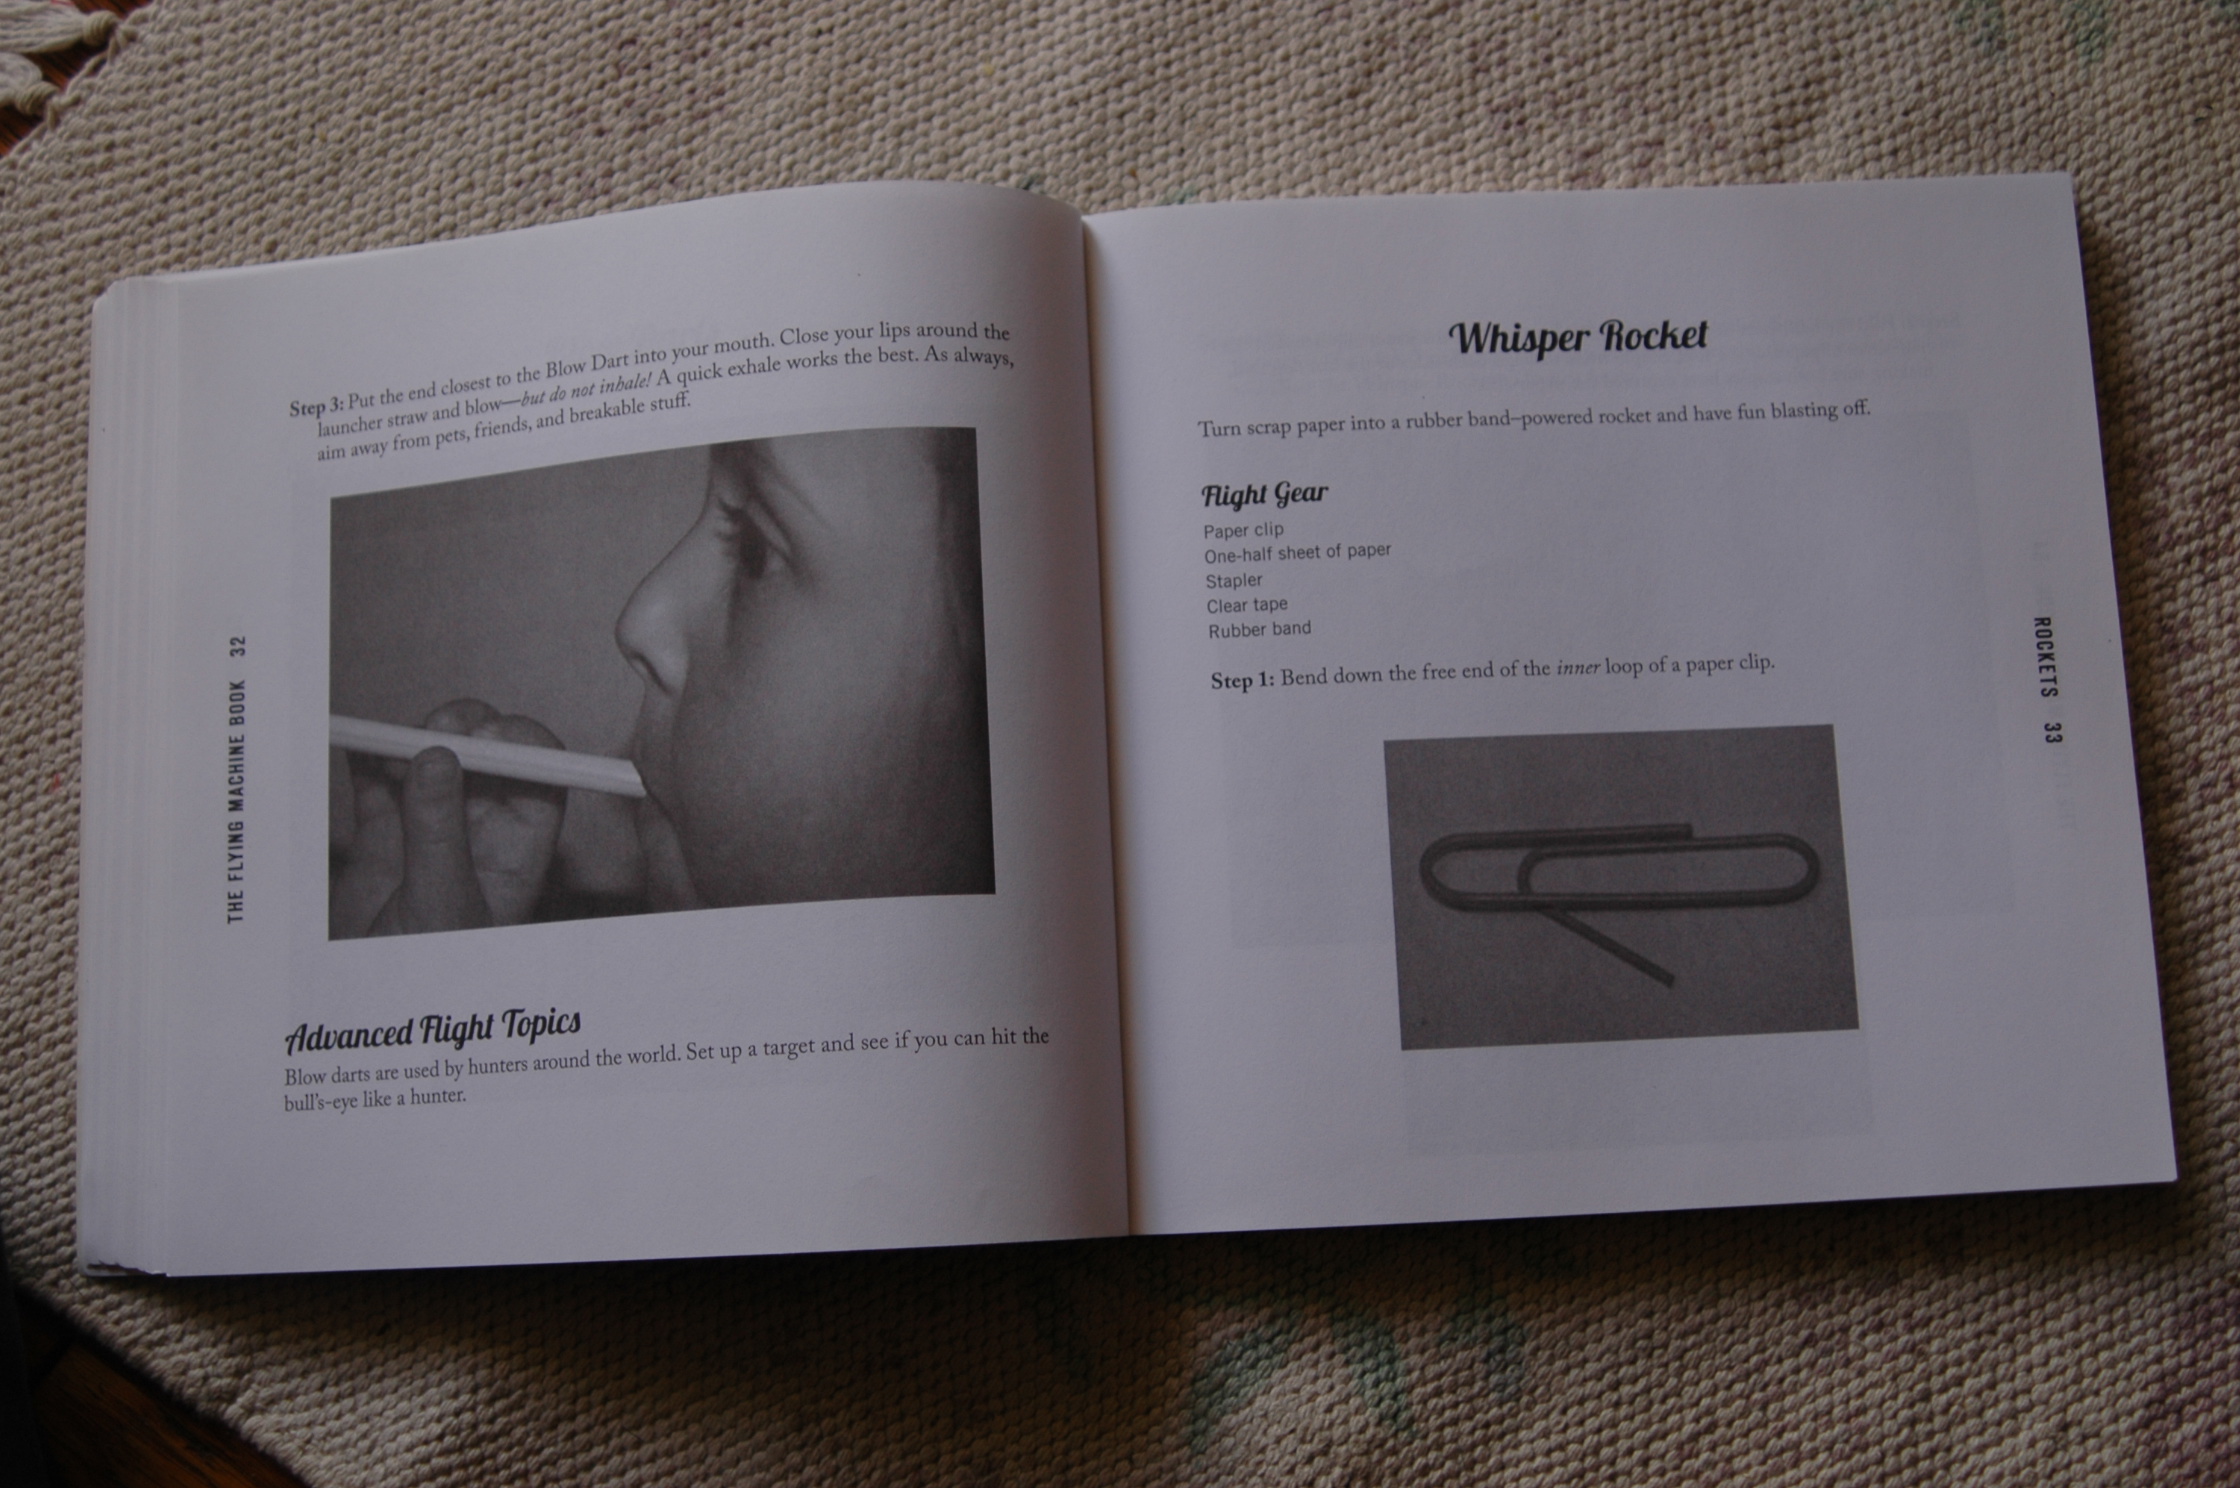 Step 3: Put the end closest to the Blow Dart into your mouth. Close your lips around the
launcher straw and blow—but do not inhale! A quick exhale works the best. As always,
aim away from pets, friends, and breakable stuff.
Advanced Flight Topics
Blow darts are used by hunters around the world. Set up a target and see if you can hit the
bull's-eye like a hunter.
THE FLYING MACHINE BOOK 32
Whisper Rocket
Turn scrap paper into a rubber band–powered rocket and have fun blasting off.
Flight Gear
Paper clip
One-half sheet of paper
Stapler
Clear tape
Rubber band
Step 1: Bend down the free end of the inner loop of a paper clip.
ROCKETS 33